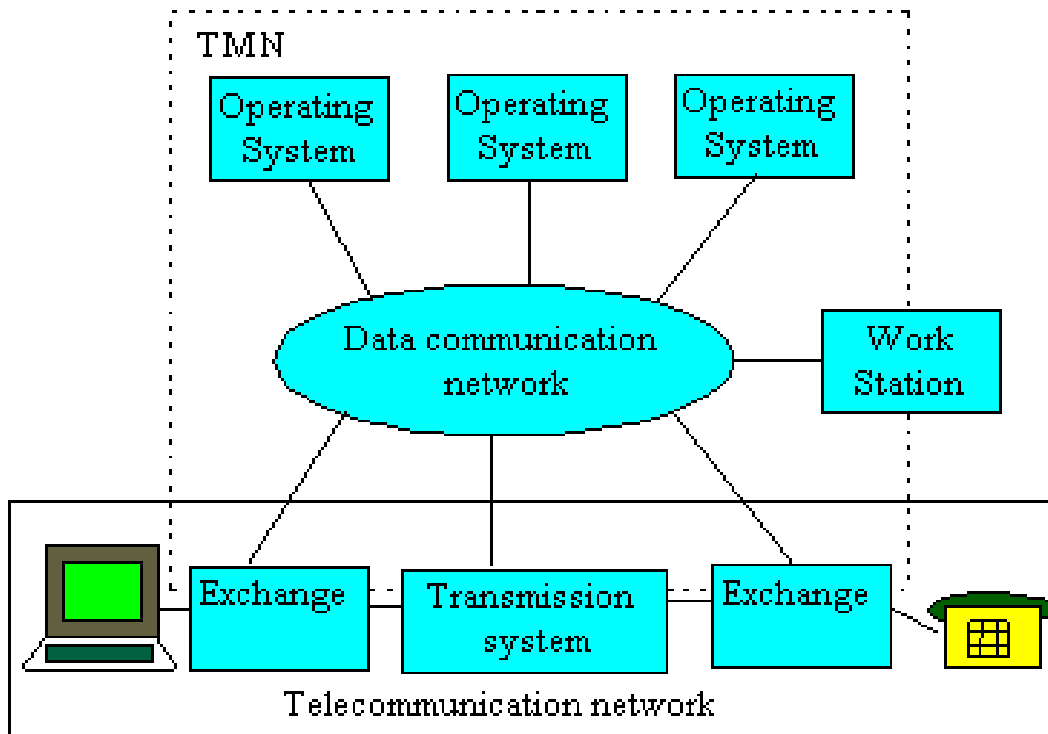 TMN
Operating
System
Operating
System
Operating
System
Data communication
network
Work
Station
Exchange
Transmission
system
Exchange
Telecommunication network